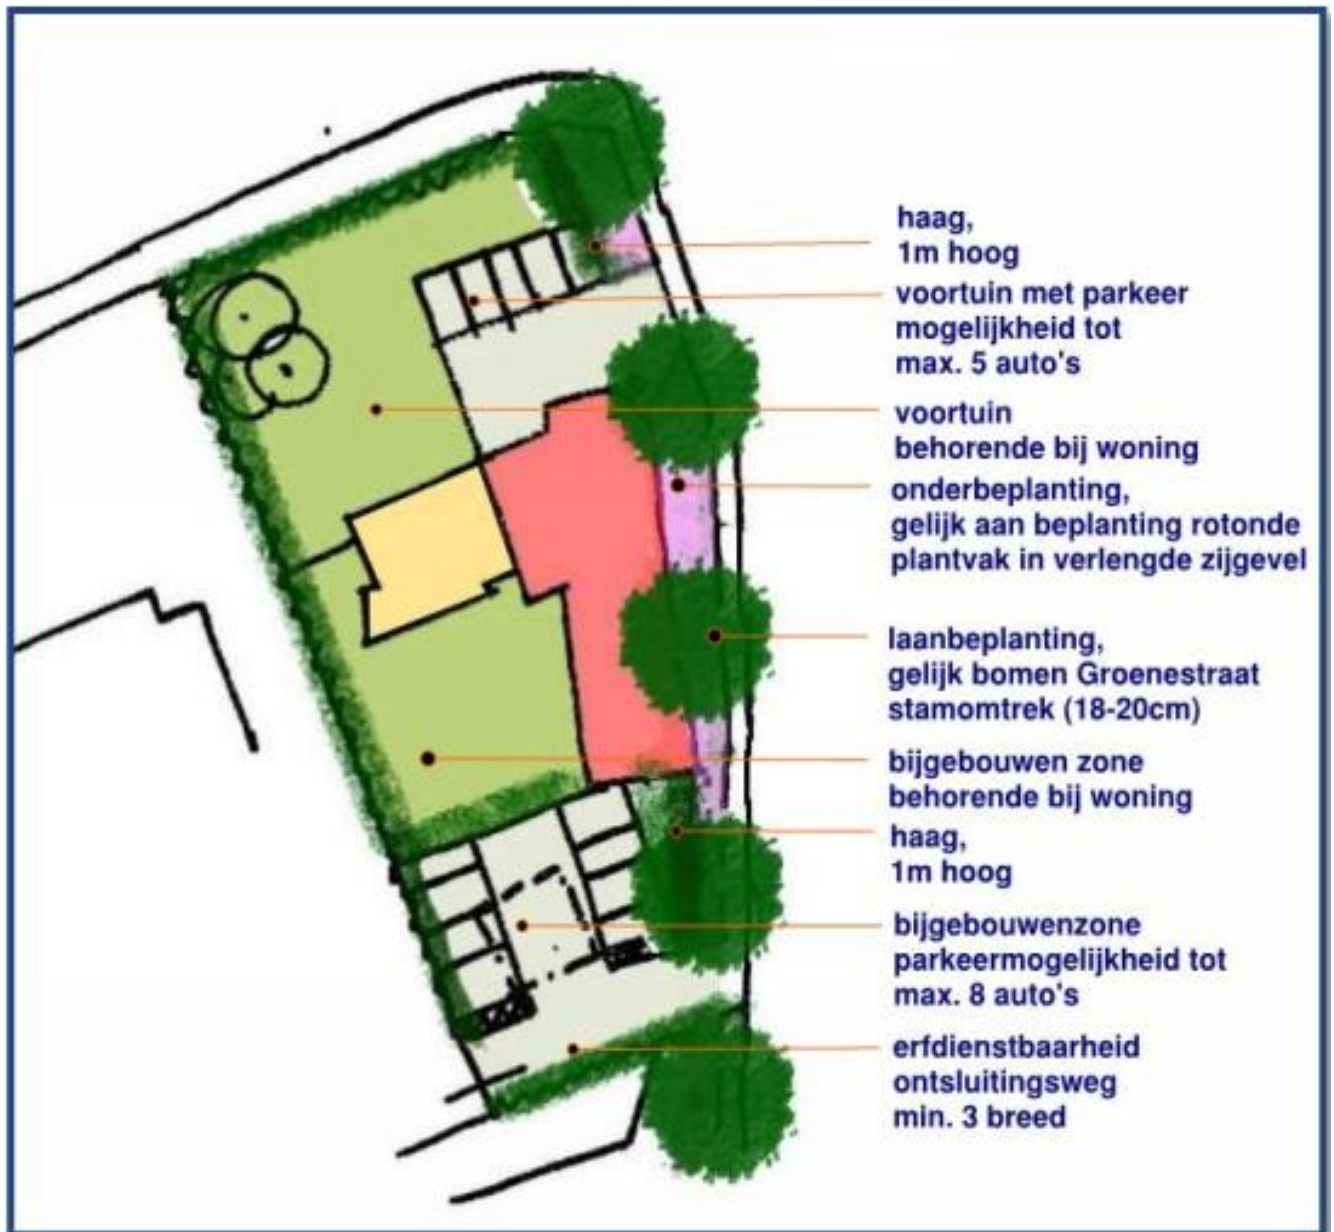 haag,
1m hoog
voortuin met parkeer
mogelijkheid tot
max. 5 auto's
voortuin
behorende bij woning
onderbeplanting,
gelijk aan beplanting rotonde
plantvak in verlengde zijgevel
laanbeplanting,
gelijk bomen Groenestraat
stamomtrek (18-20cm)
bijgebouwen zone
behorende bij woning
haag,
1m hoog
bijgebouwenzone
parkeermogelijkheid tot
max. 8 auto's
erfdienstbaarheid
ontsluitingsweg
min. 3 breed